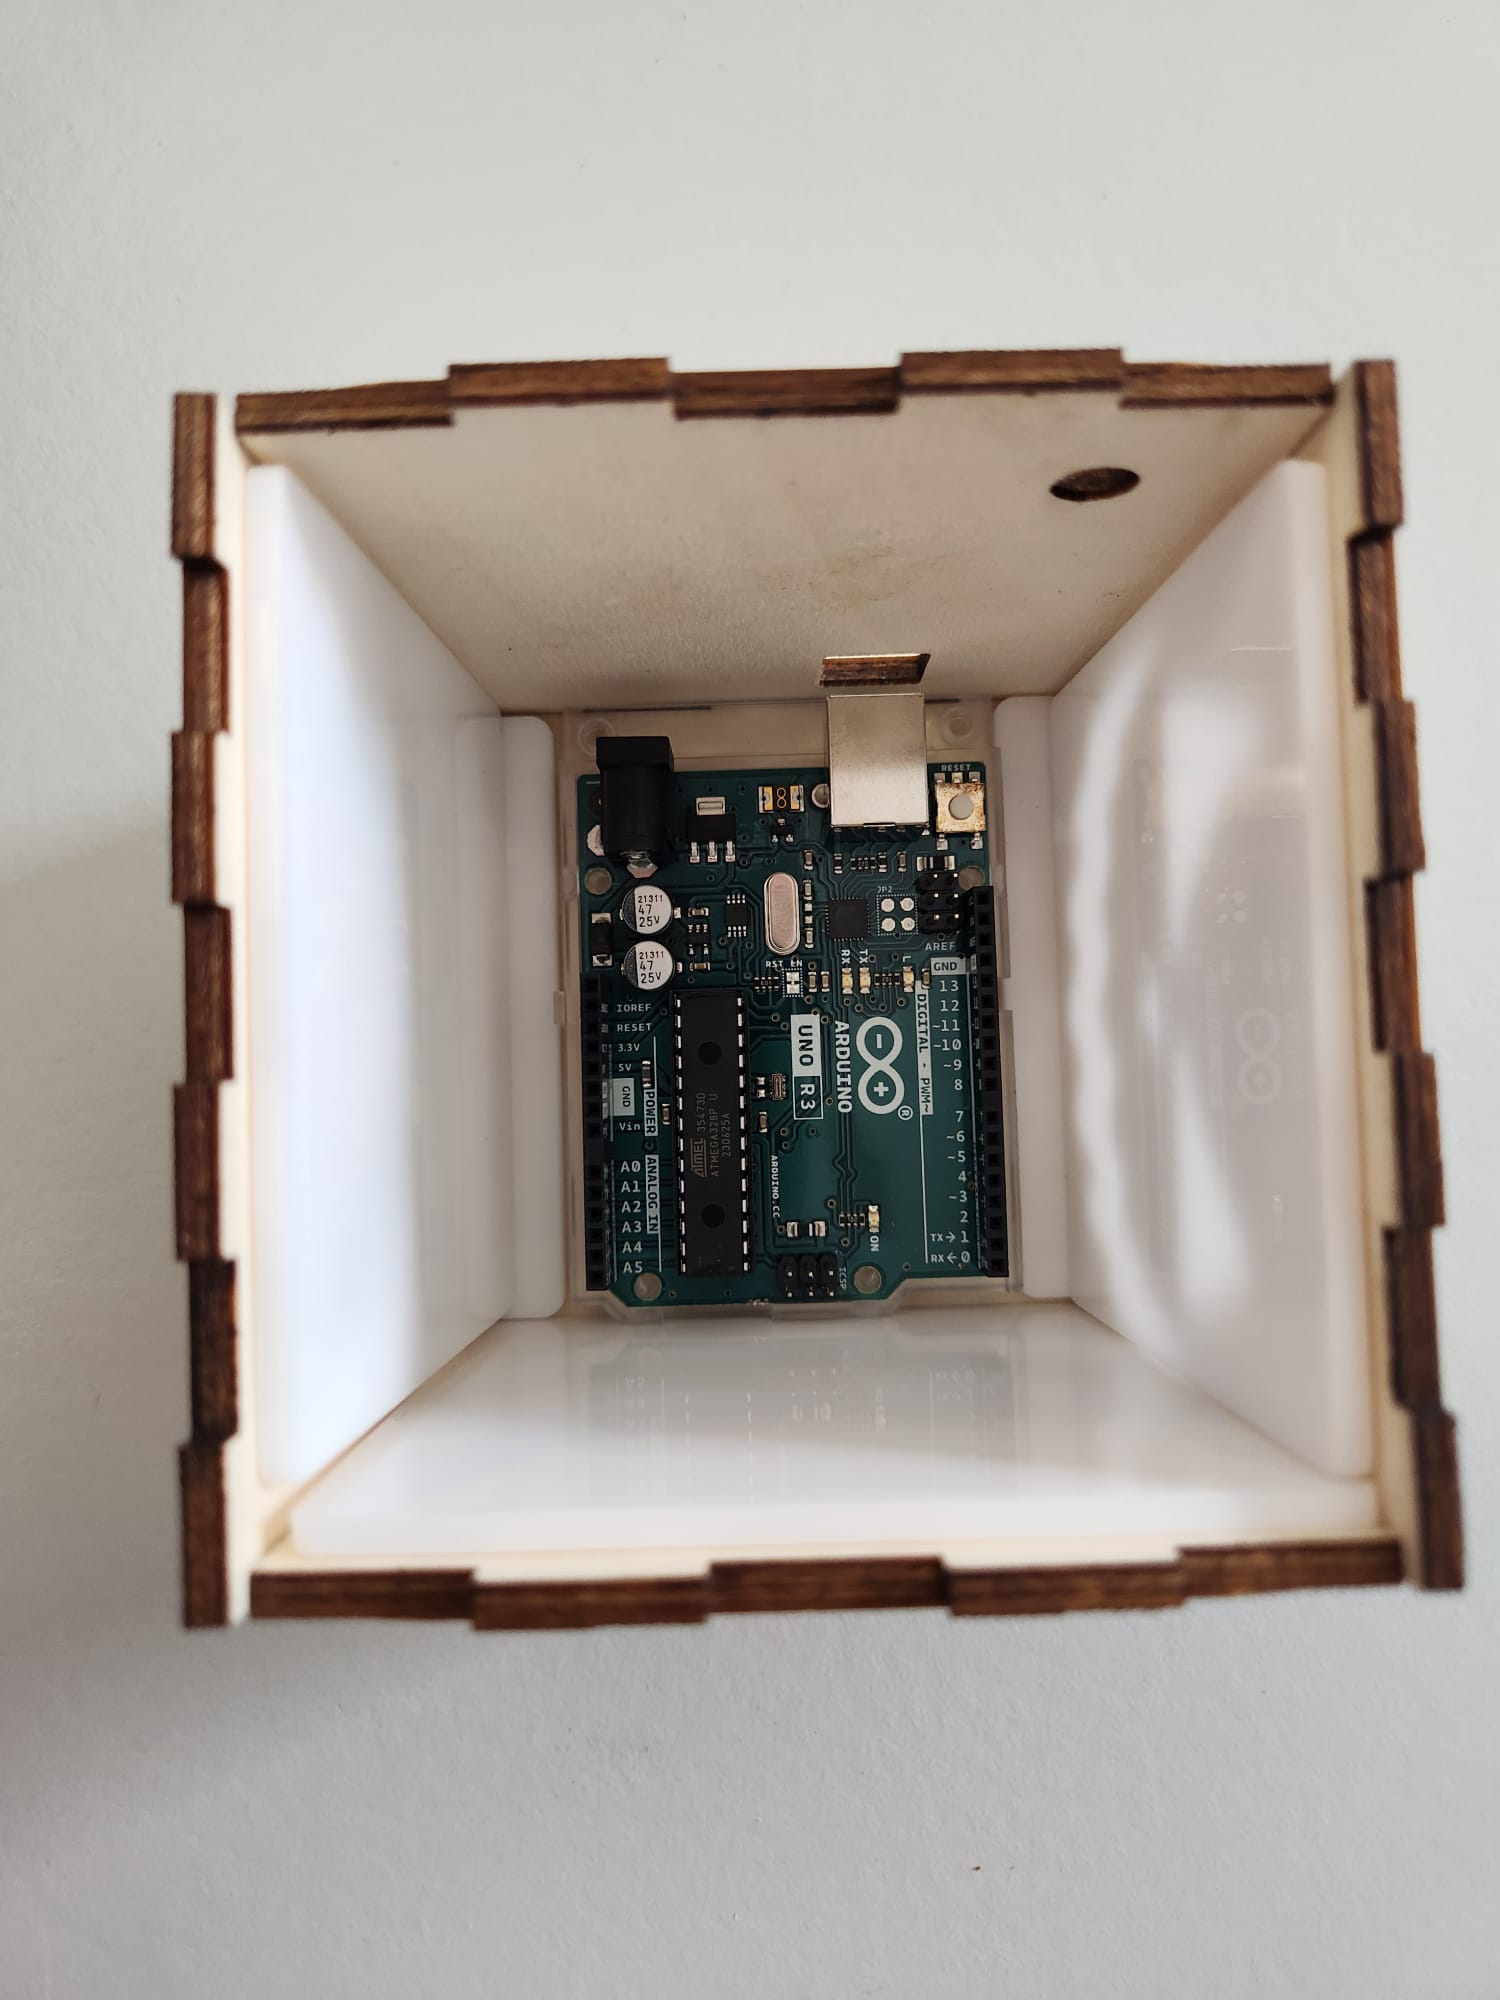 RESET
21311
47
25V
21311
47
25V
JP2
AREF
GND
RST EN
RX
TX
L
13
12
~11
~10
~9
8
7
~6
~5
4
~3
2
TX→1
RX←0
DIGITAL - PWM~
IOREF
RESET
3.3V
5V
GND
Vin
POWER
A0
A1
A2
A3
A4
A5
ANALOG IN
ATMEL 35473D
ATMEGA328P U
230625A
UNO R3
ARDUINO
®
ARDUINO.CC
ON
ICSP